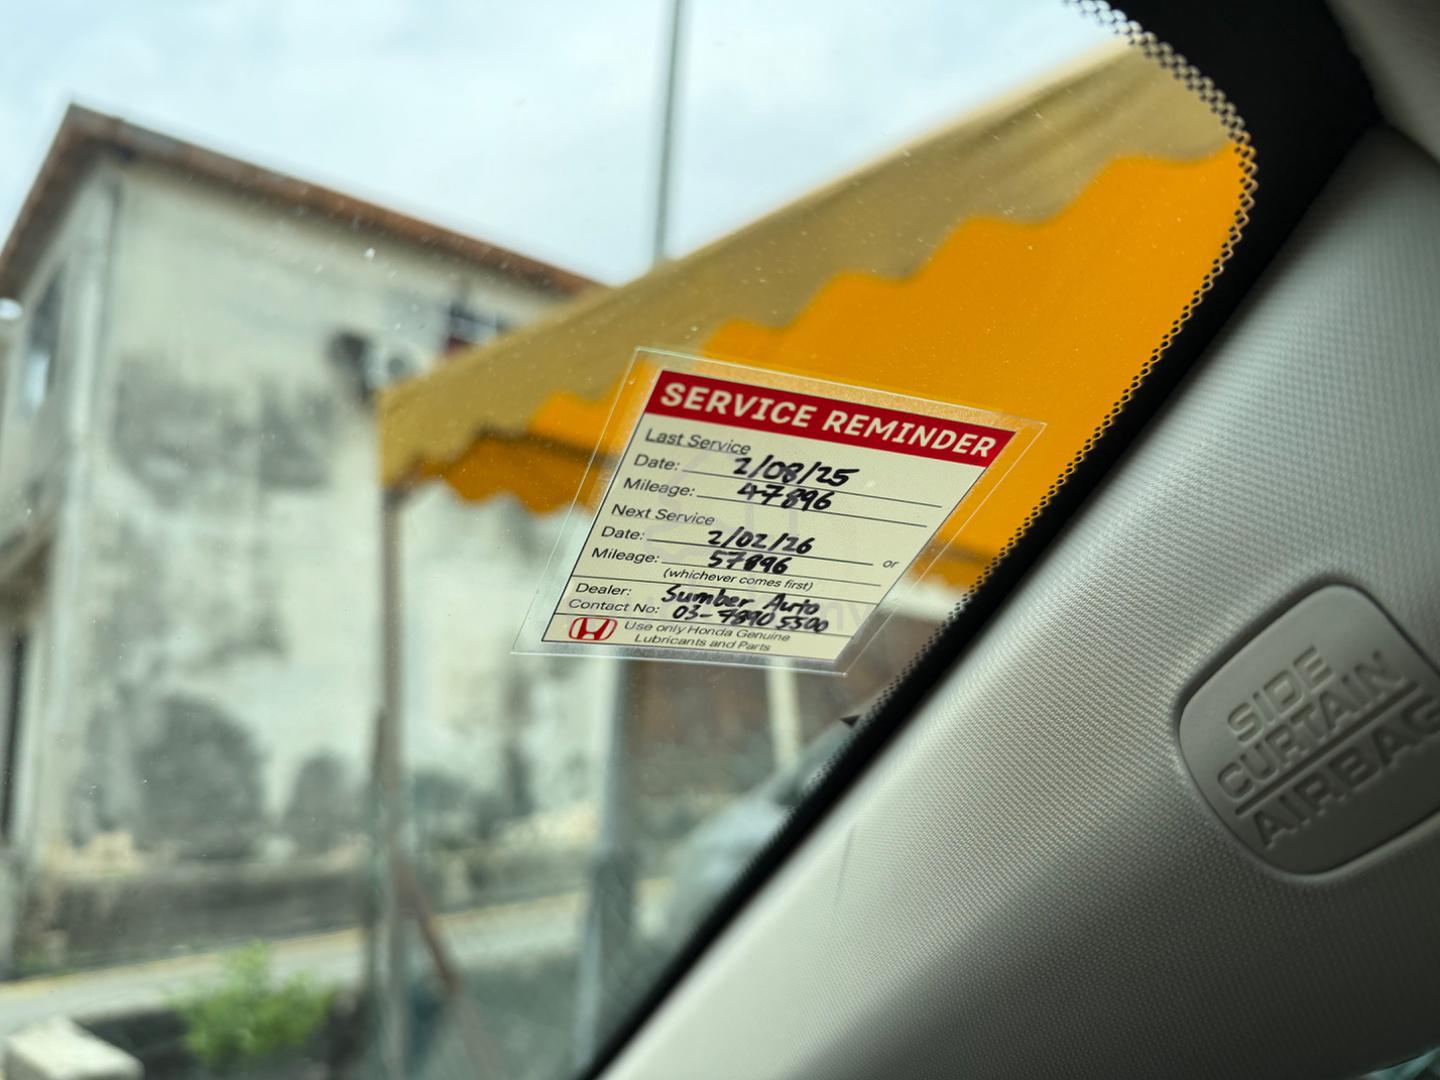 SERVICE REMINDER
Last Service
Date: 2/08/25
Mileage: 47896
Next Service
Date: 2/02/26 or
Mileage: 57896
(whichever comes first)
Dealer: Sumber Auto
Contact No: 03-7890 5500
Use only Honda Genuine
Lubricants and Parts
SIDE
CURTAIN
AIRBAG